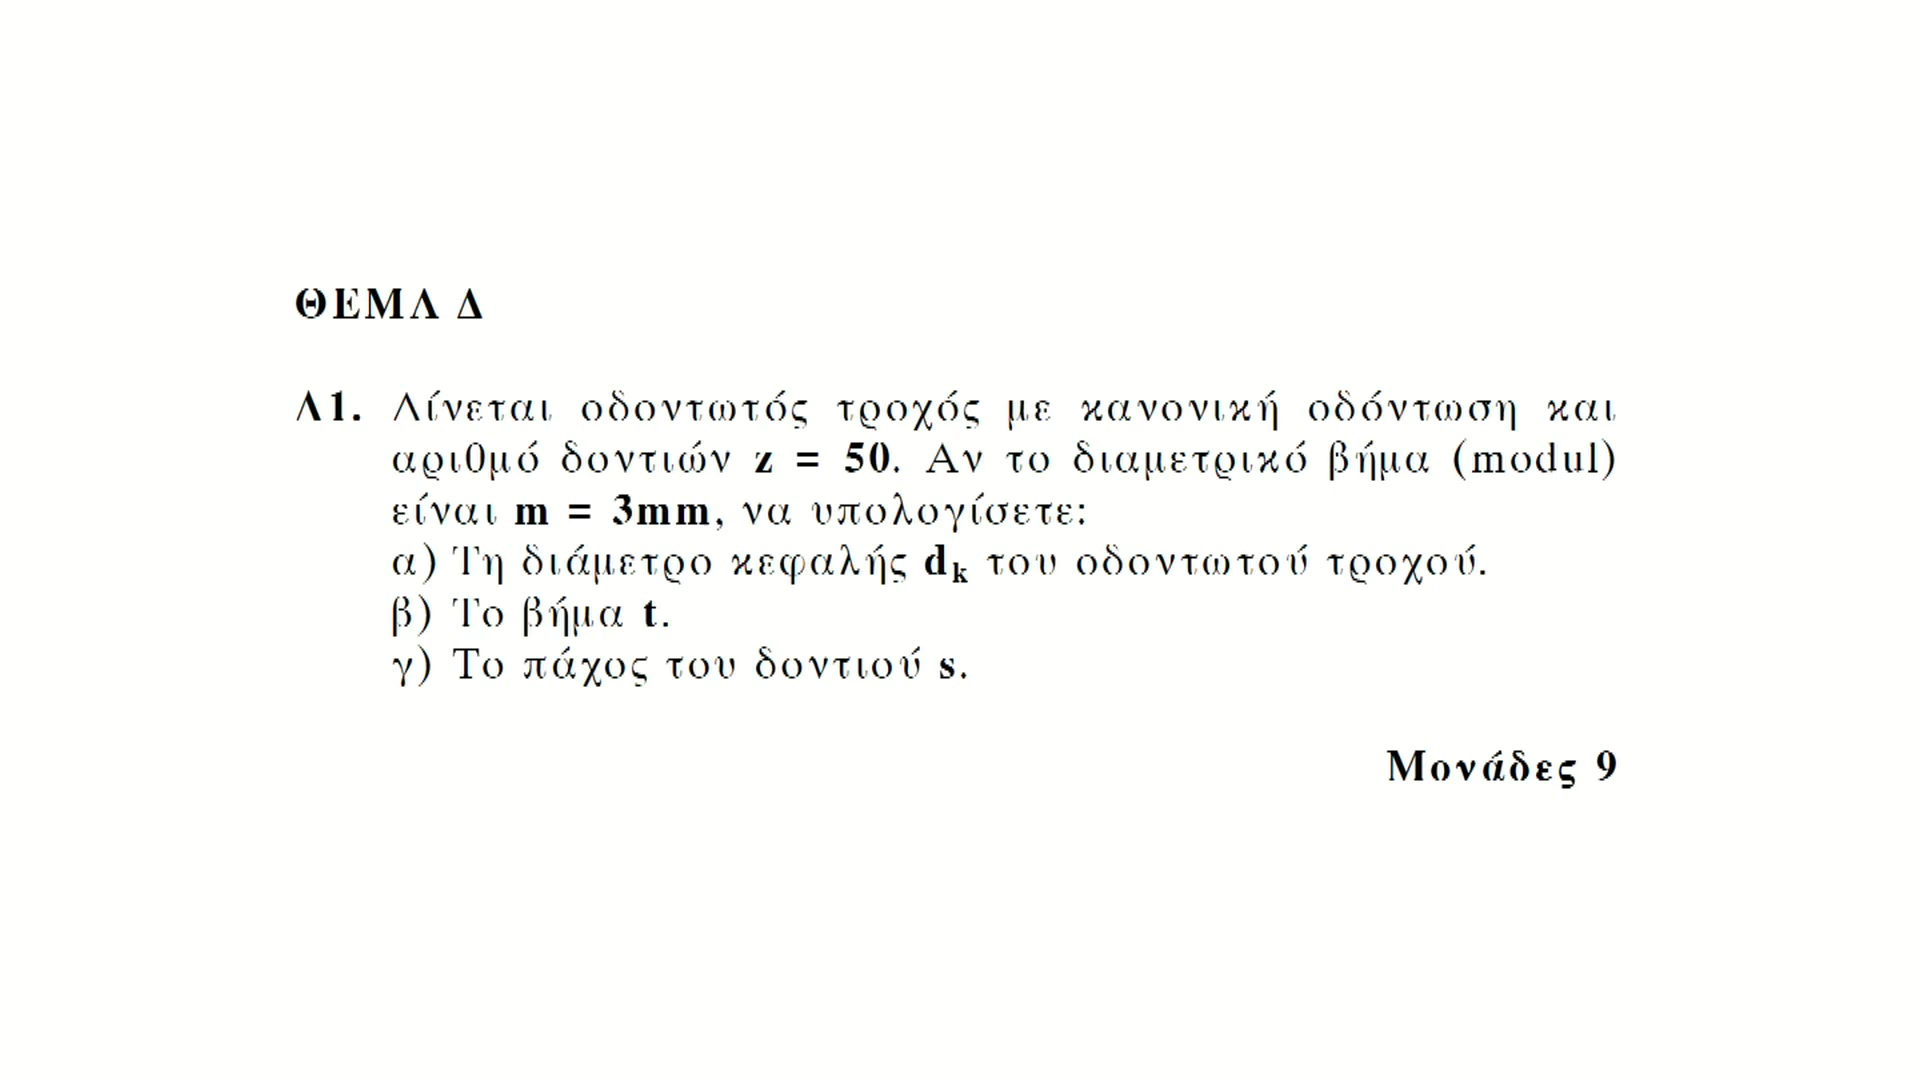 ΘΕΜΑ Δ
Δ1. Δίνεται οδοντωτός τροχός με κανονική οδόντωση και
αριθμό δοντιών z = 50. Αν το διαμετρικό βήμα (modul)
είναι m = 3mm, να υπολογίσετε:
α) Τη διάμετρο κεφαλής dk του οδοντωτού τροχού.
β) Το βήμα t.
γ) Το πάχος του δοντιού s.
Μονάδες 9